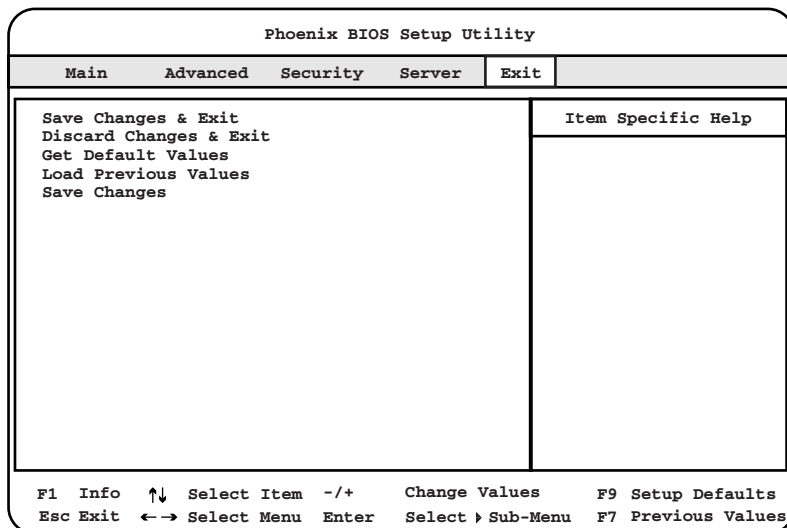 Phoenix BIOS Setup Utility
Main Advanced Security Server Exit
Save Changes & Exit
Discard Changes & Exit
Get Default Values
Load Previous Values
Save Changes
Item Specific Help
F1 Info ↑↓ Select Item -/+ Change Values F9 Setup Defaults
Esc Exit ←→ Select Menu Enter Select ▸ Sub-Menu F7 Previous Values